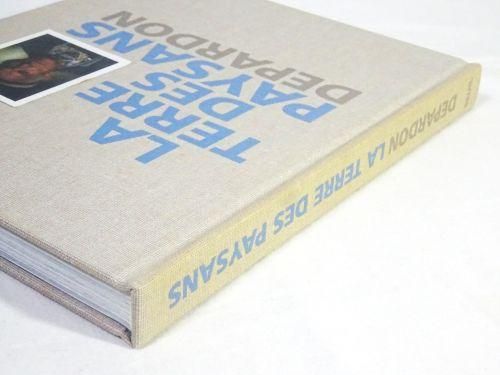 LA
TERRE
DES
PAYSANS
DEPARDON
DEPARDON LA TERRE DES PAYSANS